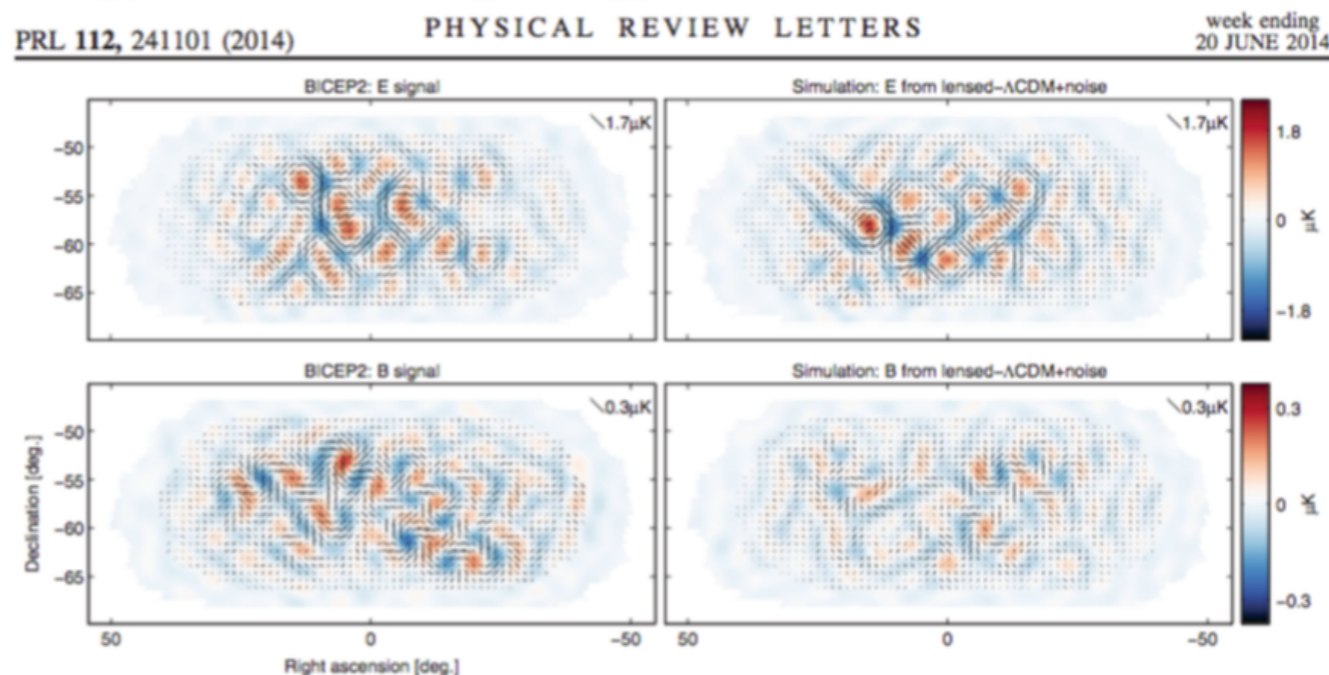 PRL 112, 241101 (2014)
PHYSICAL REVIEW LETTERS
week ending
20 JUNE 2014
BICEP2: E signal
Simulation: E from lensed−ΛCDM+noise
1.7μK
1.7μK
−50
−55
−60
−65
1.8
0
−1.8
μK
BICEP2: B signal
Simulation: B from lensed−ΛCDM+noise
0.3μK
0.3μK
−50
−55
−60
−65
Declination [deg.]
0.3
0
−0.3
μK
50
0
−50
50
0
−50
Right ascension [deg.]